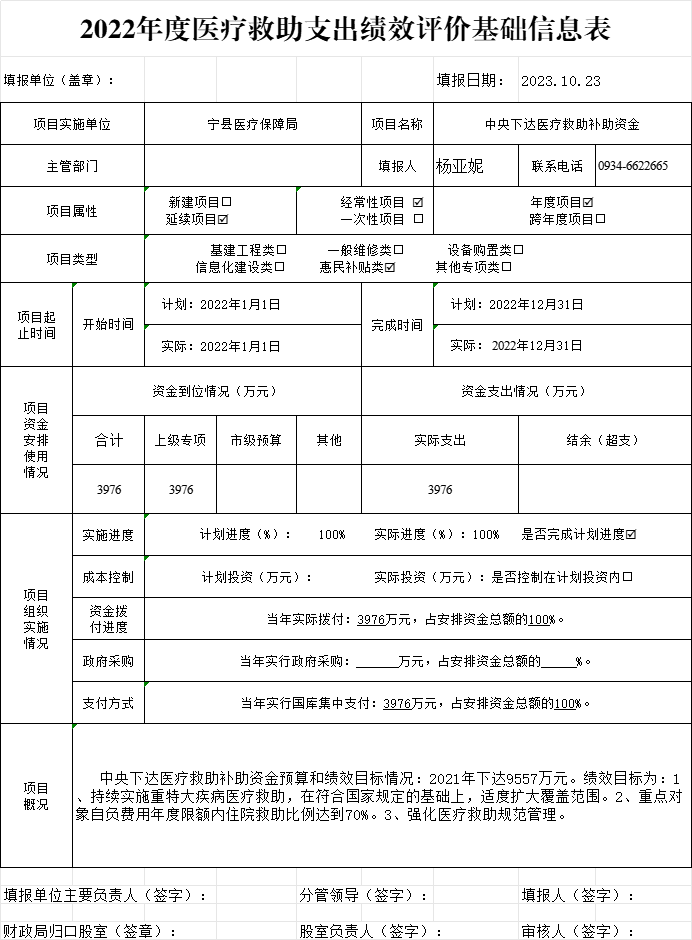 2022年度医疗救助支出绩效评价基础信息表
填报单位（盖章）： 填报日期： 2023.10.23
项目实施单位 宁县医疗保障局 项目名称 中央下达医疗救助补助资金
主管部门 填报人 杨亚妮 联系电话 0934-6622665
项目属性
新建项目☐ 经常性项目 ☑ 年度项目☑
延续项目☑ 一次性项目 ☐ 跨年度项目☐
项目类型
基建工程类☐ 一般维修类☐ 设备购置类☐
信息化建设类☐ 惠民补贴类☑ 其他专项类☐
项目起
止时间
开始时间
计划：2022年1月1日
实际：2022年1月1日
完成时间
计划：2022年12月31日
实际：2022年12月31日
项目
资金
安排
使用
情况
资金到位情况（万元） 资金支出情况（万元）
合计 上级专项 市级预算 其他 实际支出 结余（超支）
3976 3976 3976
项目
组织
实施
情况
实施进度 计划进度（%）： 100% 实际进度（%）：100% 是否完成计划进度☑
成本控制 计划投资（万元）： 实际投资（万元）：是否控制在计划投资内☐
资金拨
付进度
当年实际拨付：3976万元，占安排资金总额的100%。
政府采购 当年实行政府采购：______万元，占安排资金总额的_____%。
支付方式 当年实行国库集中支付：3976万元，占安排资金总额的100%。
项目
概况
中央下达医疗救助补助资金预算和绩效目标情况：2021年下达9557万元。绩效目标为：1
、持续实施重特大疾病医疗救助，在符合国家规定的基础上，适度扩大覆盖范围。2、重点对
象自负费用年度限额内住院救助比例达到70%。3、强化医疗救助规范管理。
填报单位主要负责人（签字）： 分管领导（签字）： 填报人（签字）：
财政局归口股室（签章）： 股室负责人（签字）： 审核人（签字）：